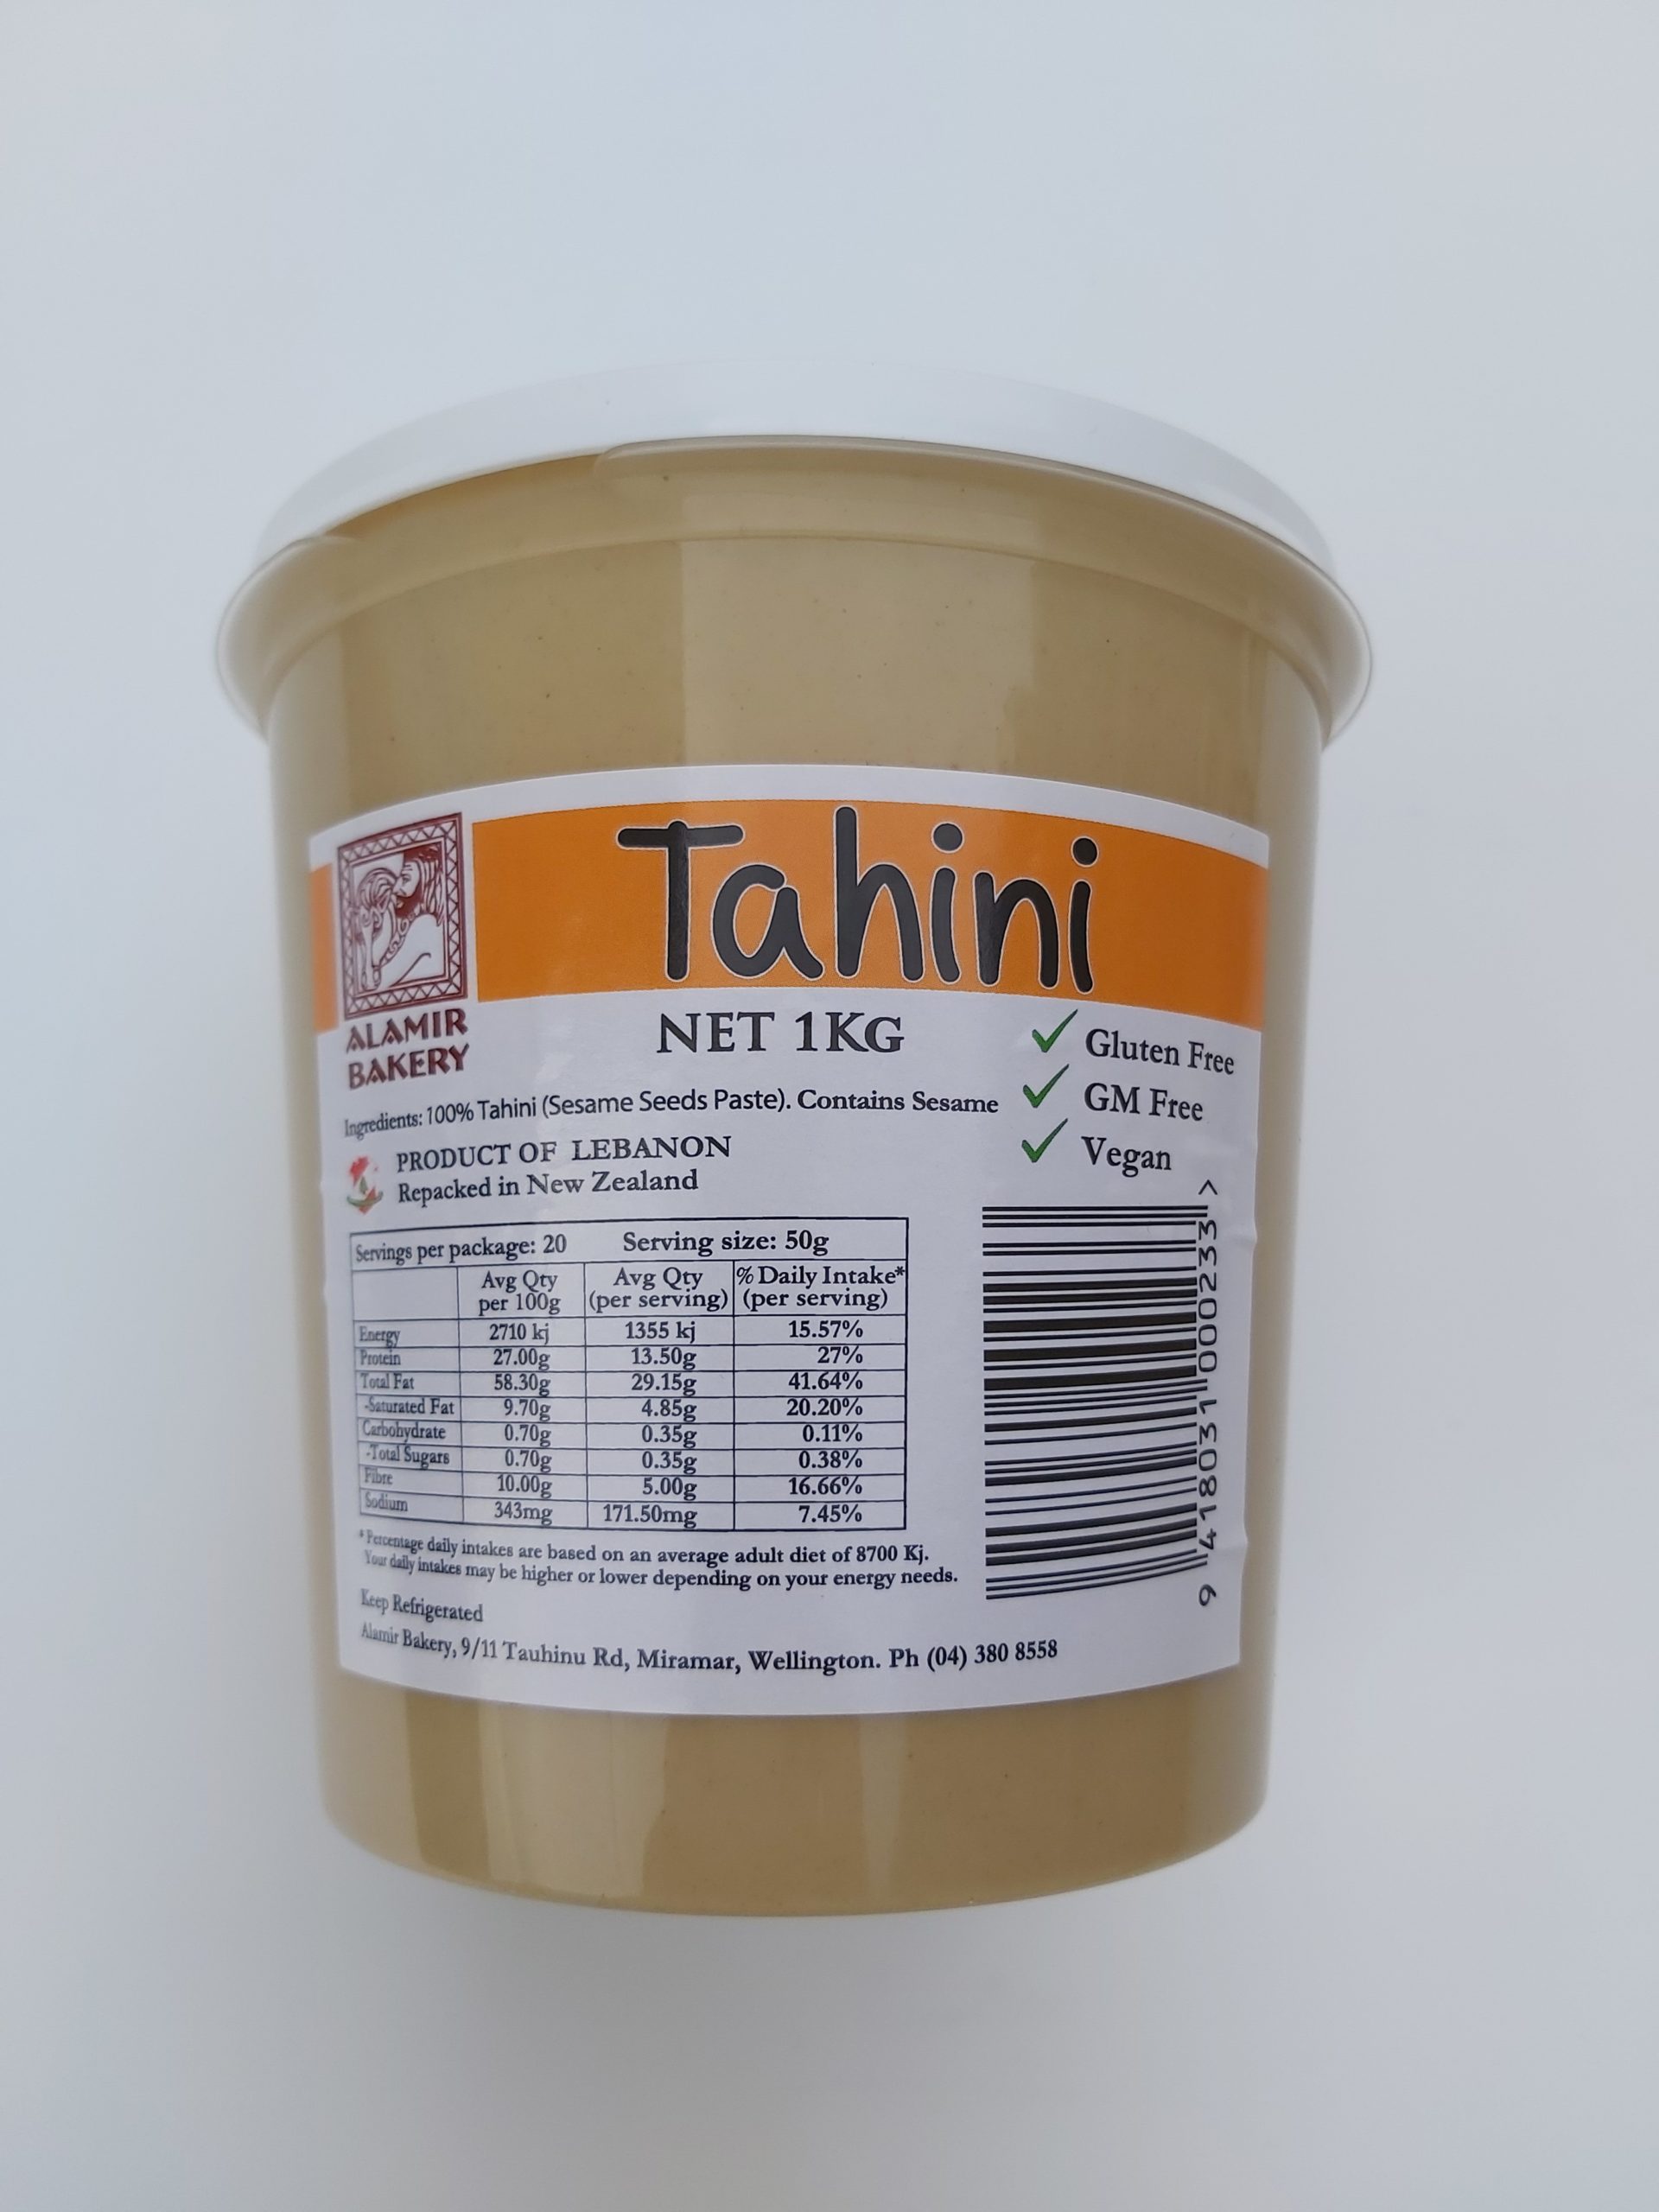 Tahini
ALAMIR
BAKERY
NET 1KG
Gluten Free
GM Free
Vegan
Ingredients: 100% Tahini (Sesame Seeds Paste). Contains Sesame
PRODUCT OF LEBANON
Repacked in New Zealand
Servings per package: 20 Serving size: 50g
Avg Qty per 100g Avg Qty (per serving) % Daily Intake* (per serving)
Energy 2710 kj 1355 kj 15.57%
Protein 27.00g 13.50g 27%
Total Fat 58.30g 29.15g 41.64%
-Saturated Fat 9.70g 4.85g 20.20%
Carbohydrate 0.70g 0.35g 0.11%
-Total Sugars 0.70g 0.35g 0.38%
Fibre 10.00g 5.00g 16.66%
Sodium 343mg 171.50mg 7.45%
* Percentage daily intakes are based on an average adult diet of 8700 Kj.
Your daily intakes may be higher or lower depending on your energy needs.
Keep Refrigerated
Alamir Bakery, 9/11 Tauhinu Rd, Miramar, Wellington. Ph (04) 380 8558
9 418031 000233 >